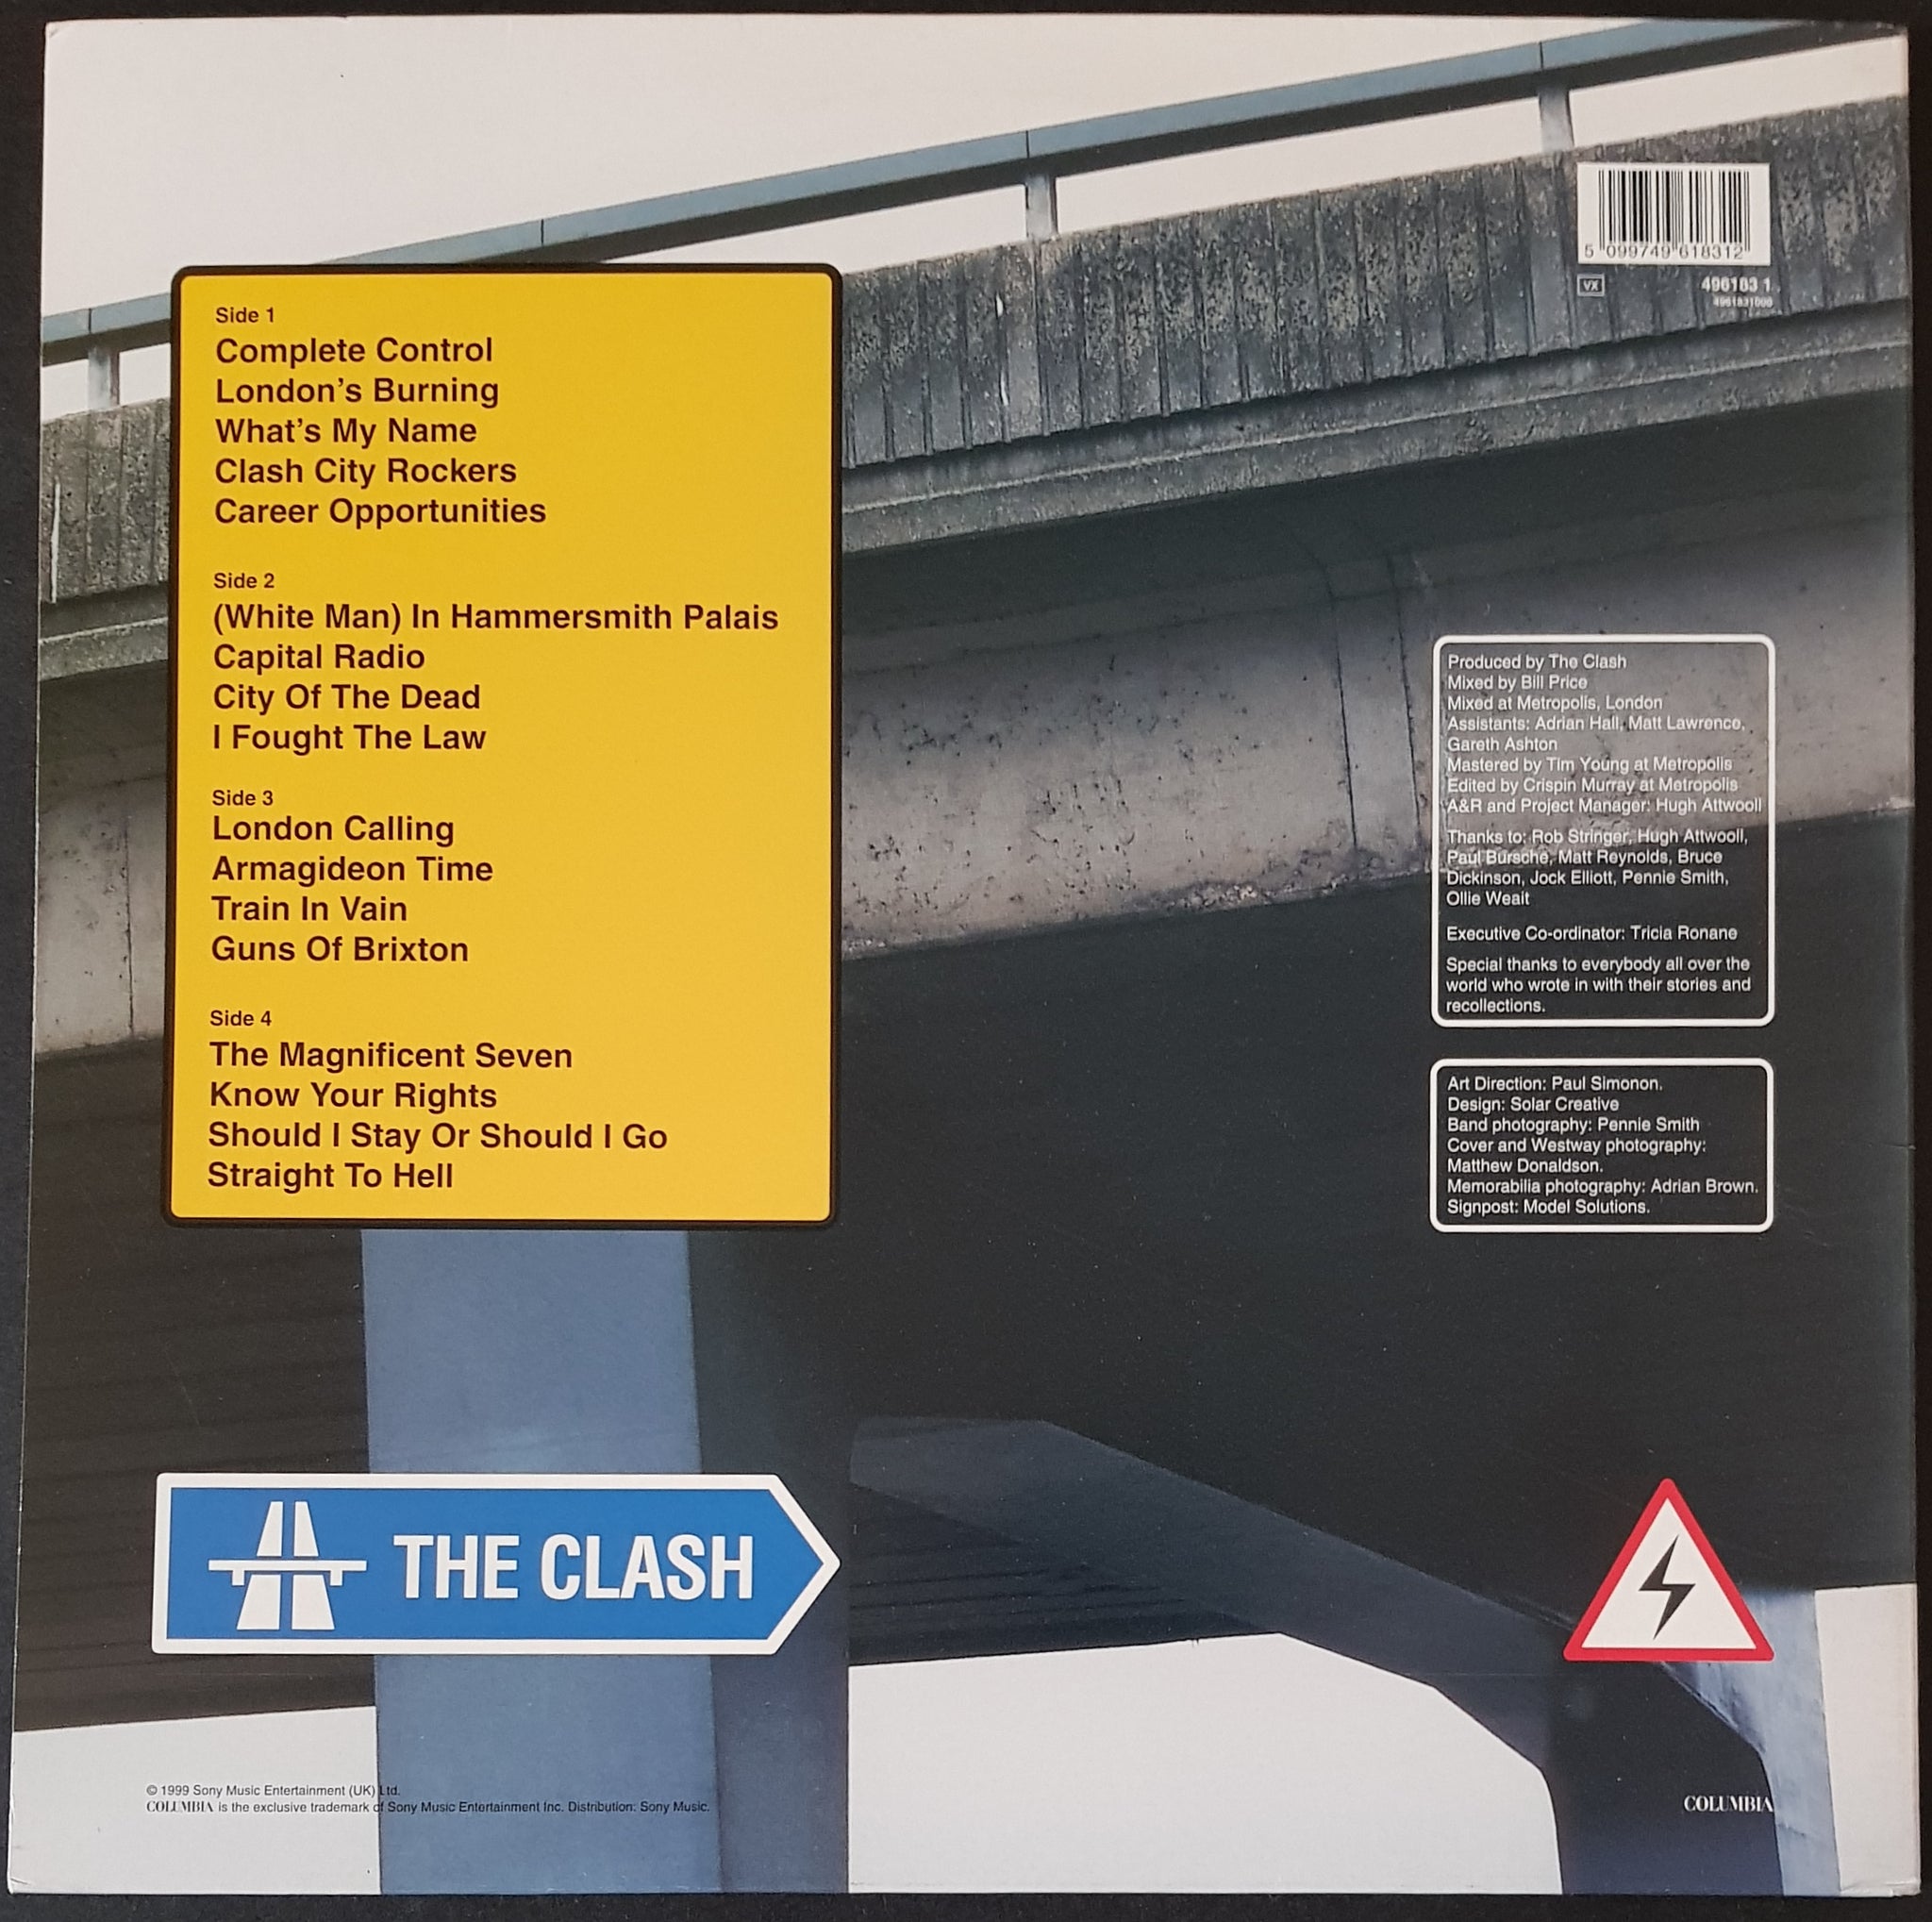 5 099749 618312
VX
496183 1
4961831000
Side 1
Complete Control
London’s Burning
What’s My Name
Clash City Rockers
Career Opportunities
Side 2
(White Man) In Hammersmith Palais
Capital Radio
City Of The Dead
I Fought The Law
Side 3
London Calling
Armagideon Time
Train In Vain
Guns Of Brixton
Side 4
The Magnificent Seven
Know Your Rights
Should I Stay Or Should I Go
Straight To Hell
Produced by The Clash
Mixed by Bill Price
Mixed at Metropolis, London
Assistants: Adrian Hall, Matt Lawrence,
Gareth Ashton
Mastered by Tim Young at Metropolis
Edited by Crispin Murray at Metropolis
A&R and Project Manager: Hugh Attwooll
Thanks to: Rob Stringer, Hugh Attwooll,
Paul Bursche, Matt Reynolds, Bruce
Dickinson, Jock Elliott, Pennie Smith,
Ollie Weait
Executive Co-ordinator: Tricia Ronane
Special thanks to everybody all over the
world who wrote in with their stories and
recollections.
Art Direction: Paul Simonon.
Design: Solar Creative
Band photography: Pennie Smith
Cover and Westway photography:
Matthew Donaldson.
Memorabilia photography: Adrian Brown.
Signpost: Model Solutions.
THE CLASH
© 1999 Sony Music Entertainment (UK) Ltd.
COLUMBIA is the exclusive trademark of Sony Music Entertainment Inc. Distribution: Sony Music.
COLUMBIA